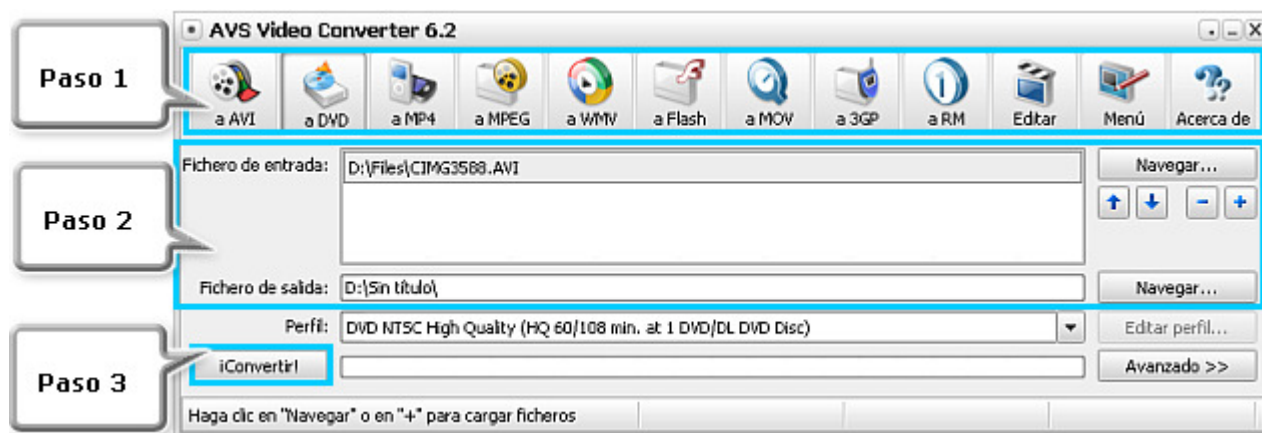 AVS Video Converter 6.2
Paso 1
a AVI
a DVD
a MP4
a MPEG
a WMV
a Flash
a MOV
a 3GP
a RM
Editar
Menú
Acerca de
Paso 2
Fichero de entrada:
D:\Files\CIMG3588.AVI
Navegar...
Fichero de salida:
D:\Sin título\
Navegar...
Perfil:
DVD NTSC High Quality (HQ 60/108 min. at 1 DVD/DL DVD Disc)
Editar perfil...
Paso 3
¡Convertir!
Avanzado >>
Haga clic en "Navegar" o en "+" para cargar ficheros